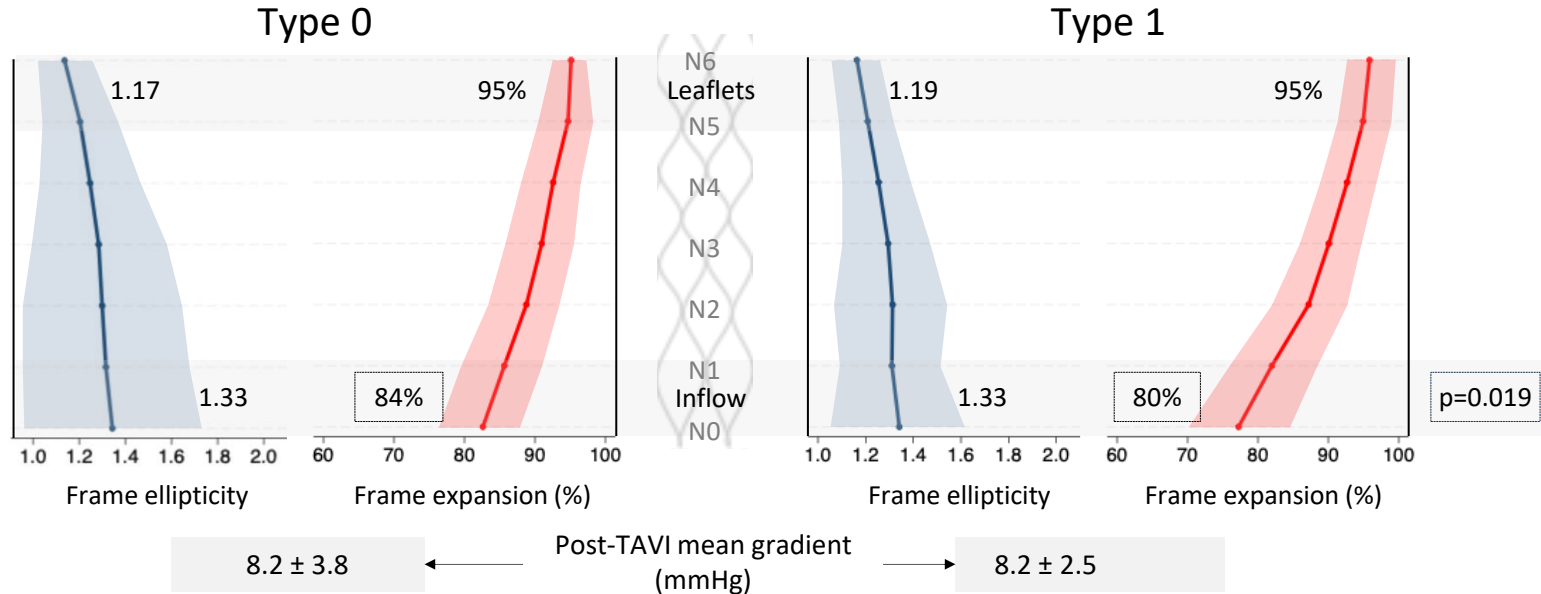 Type 0
Type 1
N6
Leaflets
N5
N4
N3
N2
N1
Inflow
N0
1.17
95%
1.19
95%
1.33
84%
1.33
80%
p=0.019
1.0 1.2 1.4 1.6 1.8 2.0
60 70 80 90 100
1.0 1.2 1.4 1.6 1.8 2.0
60 70 80 90 100
Frame ellipticity
Frame expansion (%)
Frame ellipticity
Frame expansion (%)
8.2 ± 3.8
Post-TAVI mean gradient
(mmHg)
8.2 ± 2.5